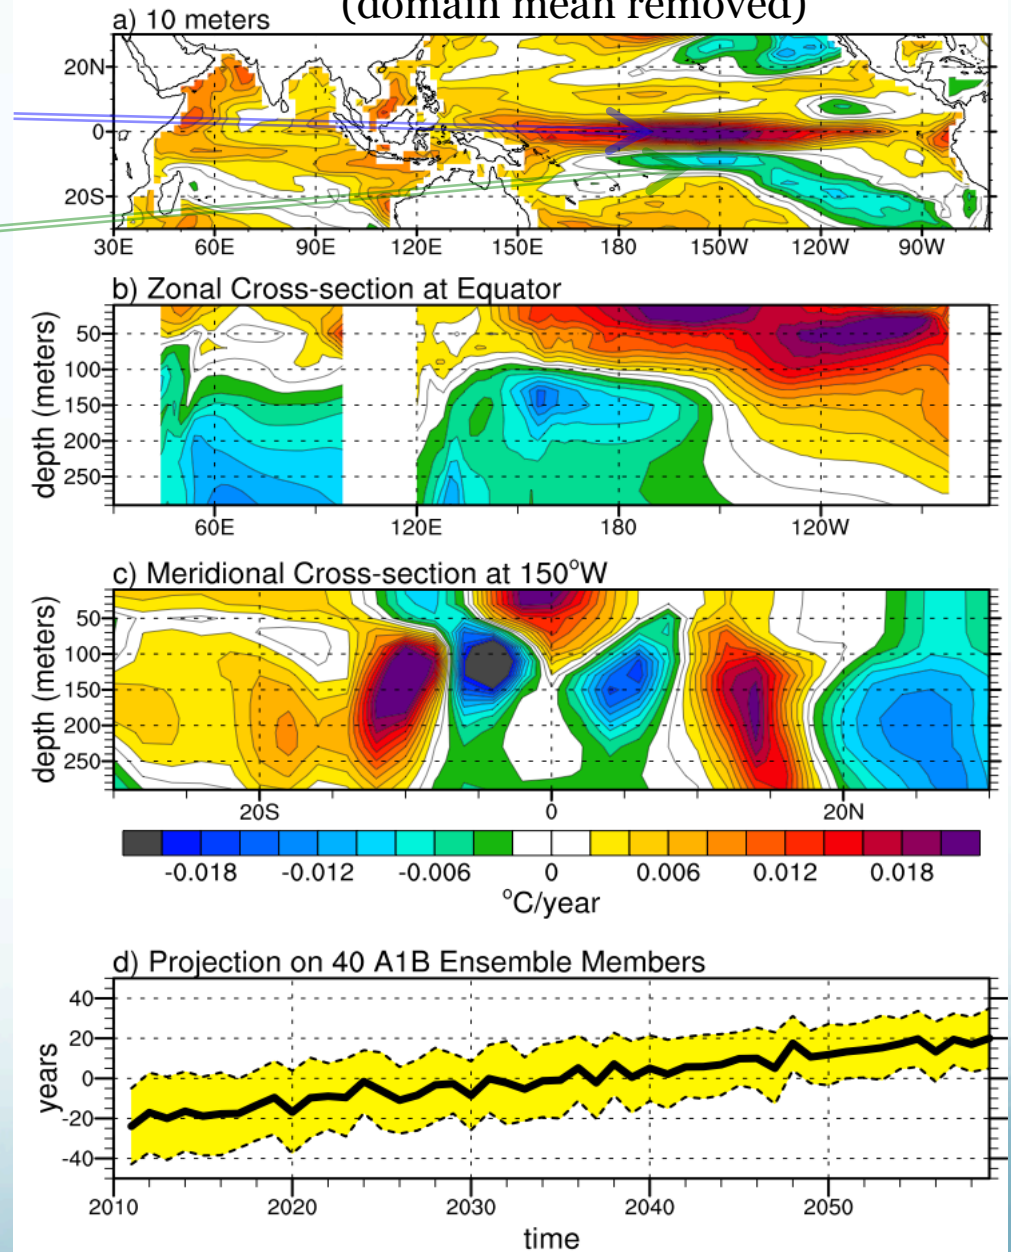 (domain mean removed)
a) 10 meters
20N
0
20S
30E 60E 90E 120E 150E 180 150W 120W 90W
b) Zonal Cross-section at Equator
depth (meters)
50
100
150
200
250
60E 120E 180 120W
c) Meridional Cross-section at 150°W
depth (meters)
50
100
150
200
250
20S 0 20N
-0.018 -0.012 -0.006 0 0.006 0.012 0.018
°C/year
d) Projection on 40 A1B Ensemble Members
years
40
20
0
-20
-40
2010 2020 2030 2040 2050
time